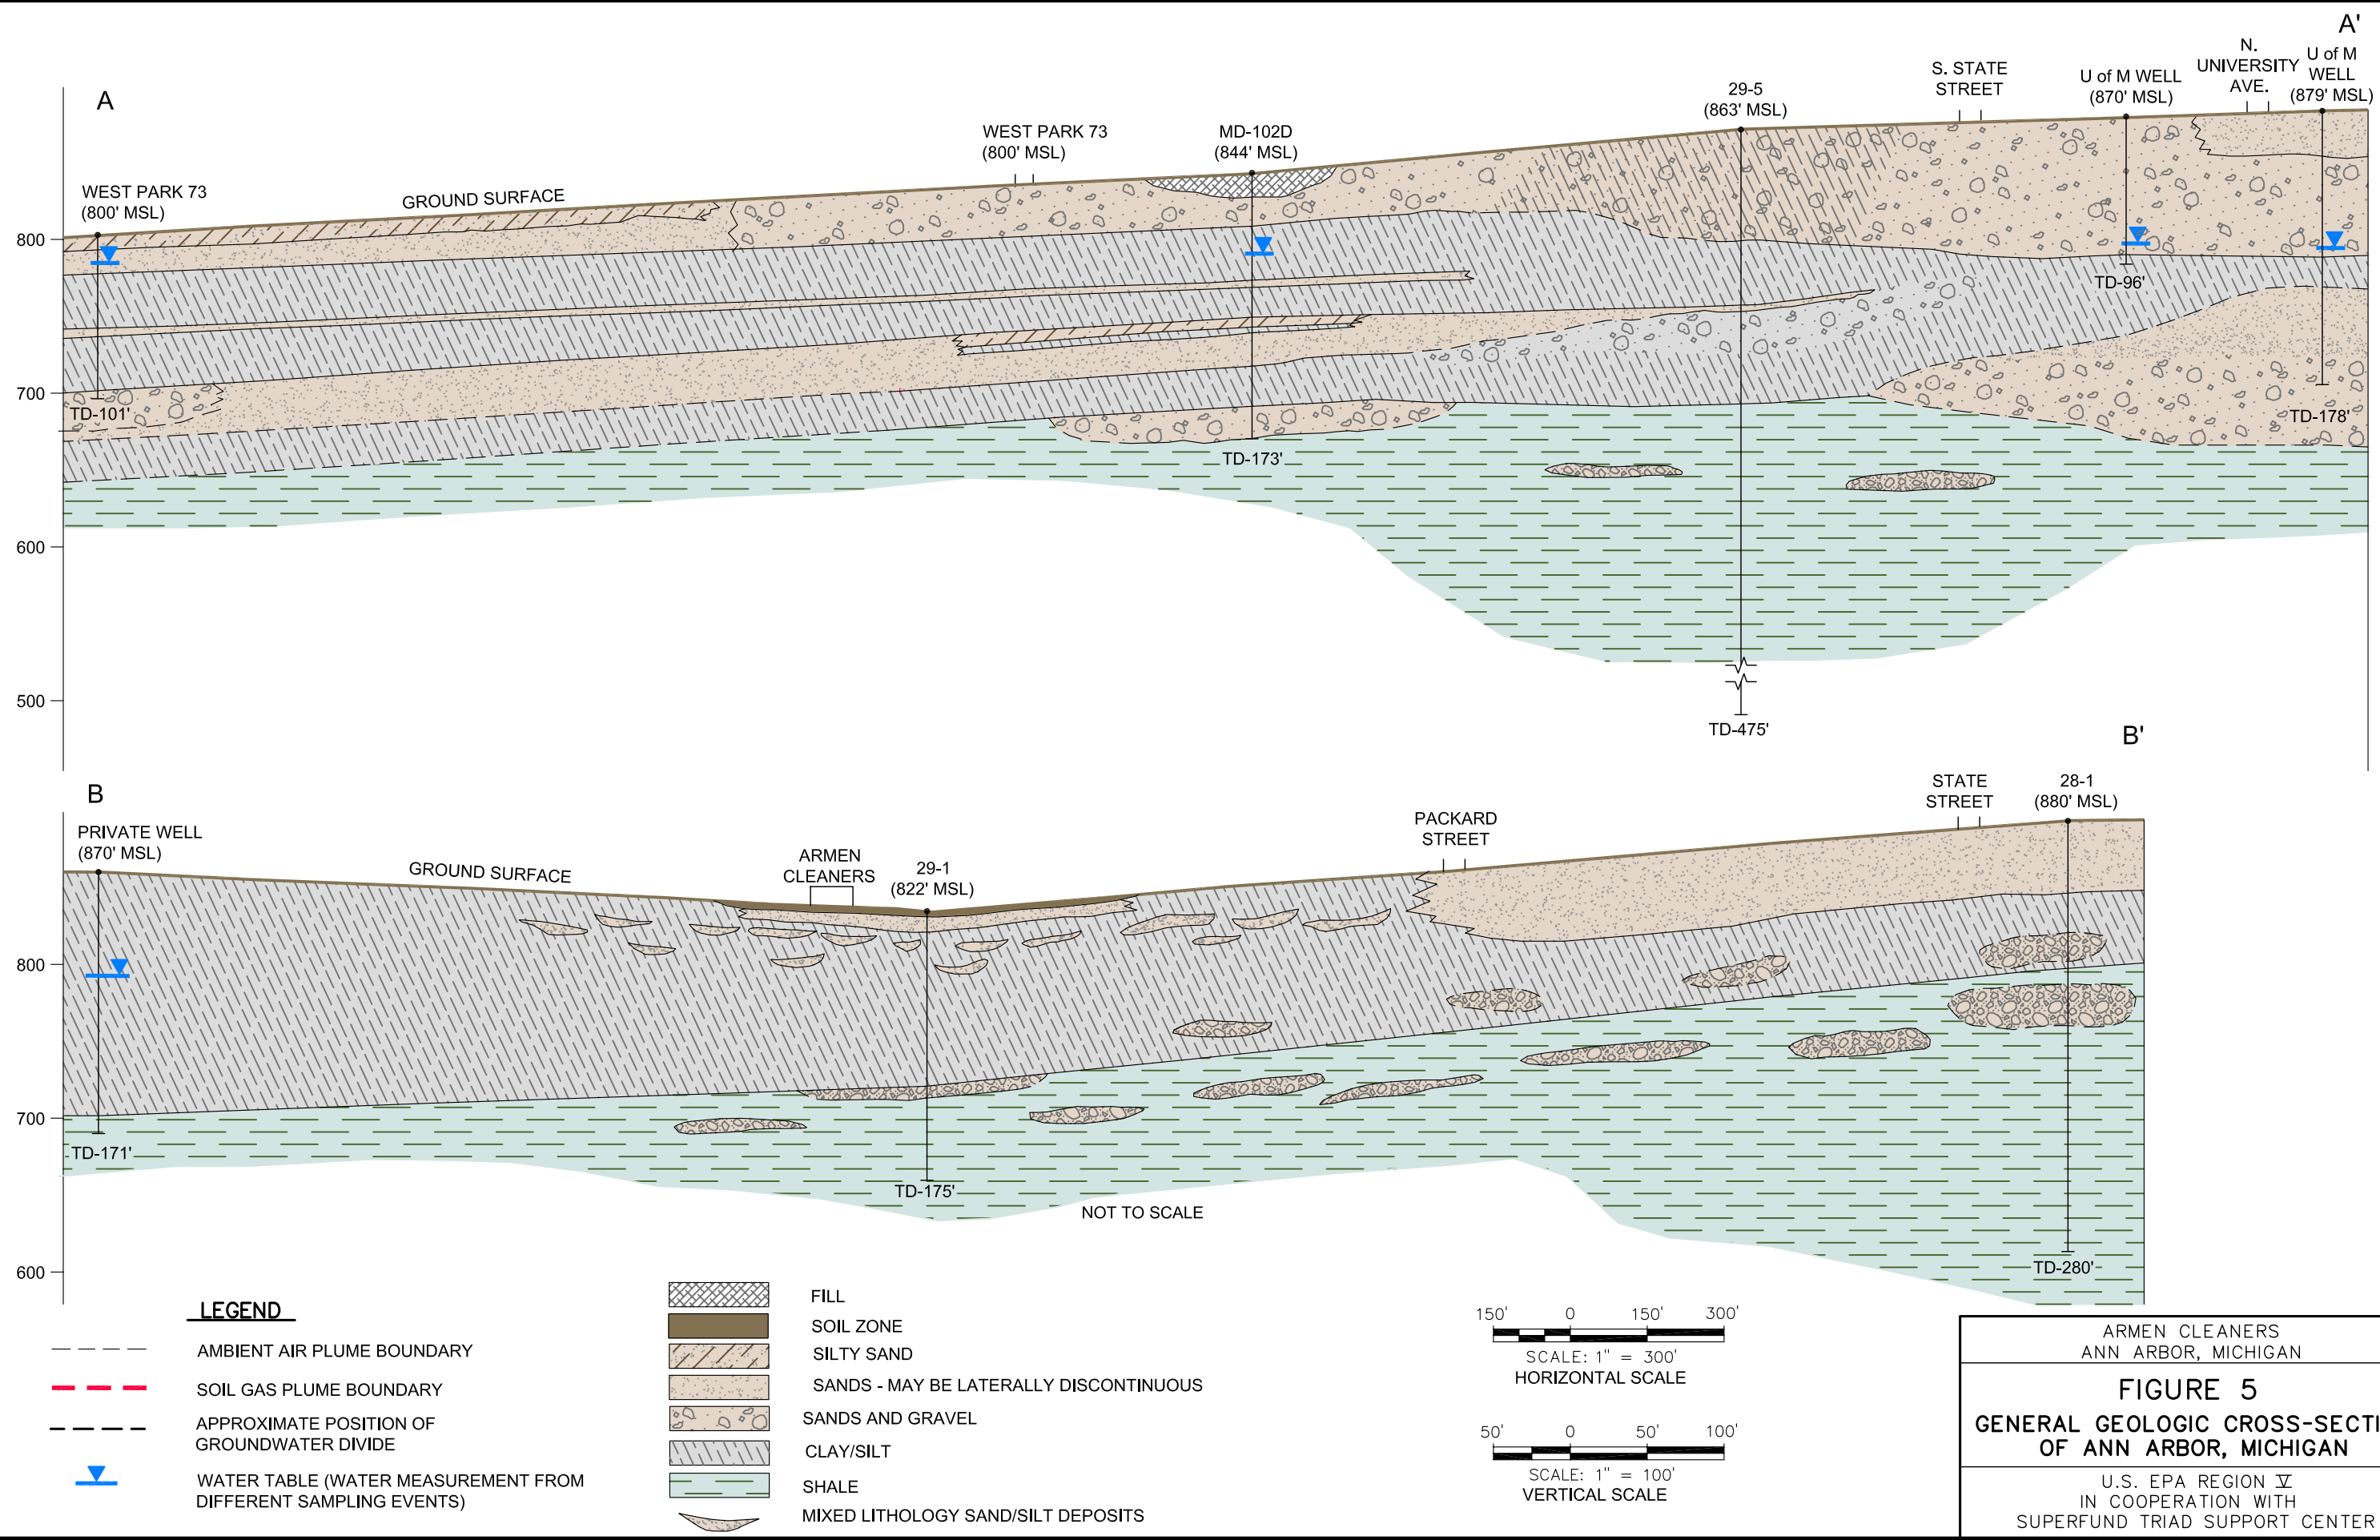 A
A'
WEST PARK 73
(800' MSL)
GROUND SURFACE
WEST PARK 73
(800' MSL)
MD-102D
(844' MSL)
29-5
(863' MSL)
S. STATE
STREET
U of M WELL
(870' MSL)
N.
UNIVERSITY
AVE.
U of M
WELL
(879' MSL)
800
700
600
500
TD-101'
TD-173'
TD-475'
TD-96'
TD-178'
B
B'
PRIVATE WELL
(870' MSL)
GROUND SURFACE
ARMEN
CLEANERS
29-1
(822' MSL)
PACKARD
STREET
STATE
STREET
28-1
(880' MSL)
800
700
600
TD-171'
TD-175'
TD-280'
NOT TO SCALE
LEGEND
AMBIENT AIR PLUME BOUNDARY
SOIL GAS PLUME BOUNDARY
APPROXIMATE POSITION OF
GROUNDWATER DIVIDE
WATER TABLE (WATER MEASUREMENT FROM
DIFFERENT SAMPLING EVENTS)
FILL
SOIL ZONE
SILTY SAND
SANDS - MAY BE LATERALLY DISCONTINUOUS
SANDS AND GRAVEL
CLAY/SILT
SHALE
MIXED LITHOLOGY SAND/SILT DEPOSITS
150' 0 150' 300'
SCALE: 1" = 300'
HORIZONTAL SCALE
50' 0 50' 100'
SCALE: 1" = 100'
VERTICAL SCALE
ARMEN CLEANERS
ANN ARBOR, MICHIGAN
FIGURE 5
GENERAL GEOLOGIC CROSS-SECTI
OF ANN ARBOR, MICHIGAN
U.S. EPA REGION V
IN COOPERATION WITH
SUPERFUND TRIAD SUPPORT CENTER